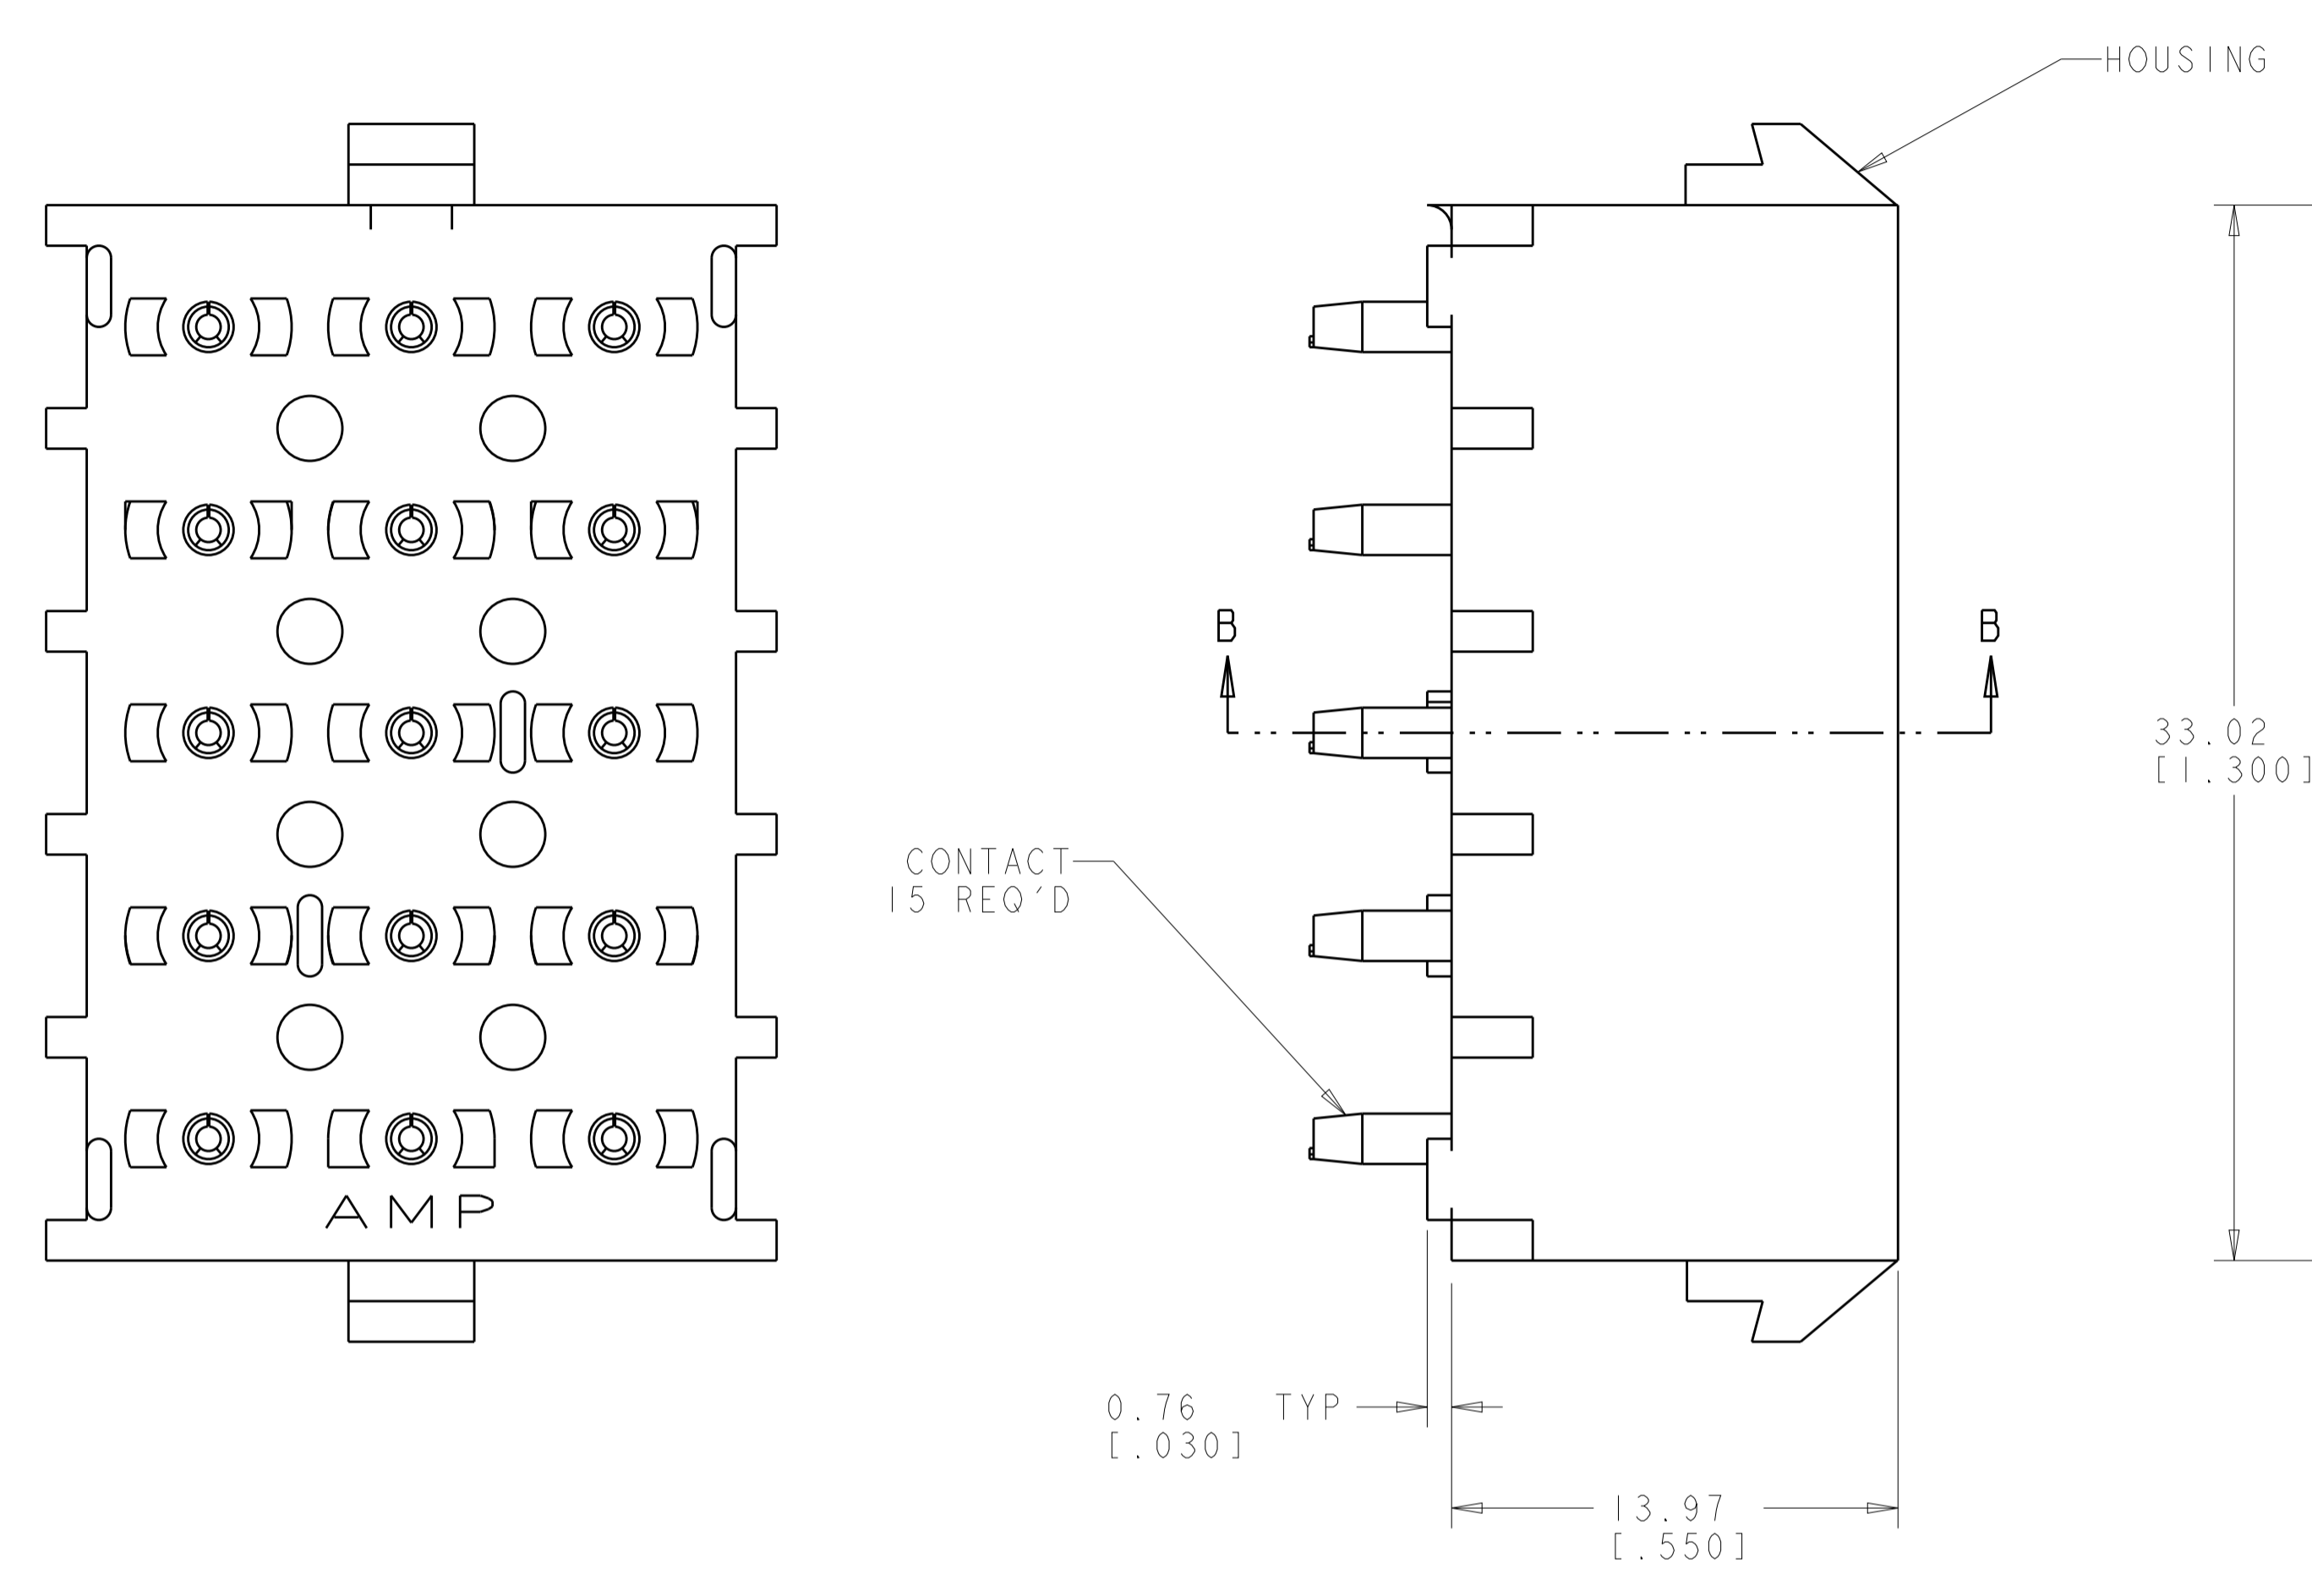 HOUSING
B B
33.02
[1.300]
CONTACT
15 REQ'D
AMP
0.76 TYP
[.030]
13.97
[.550]